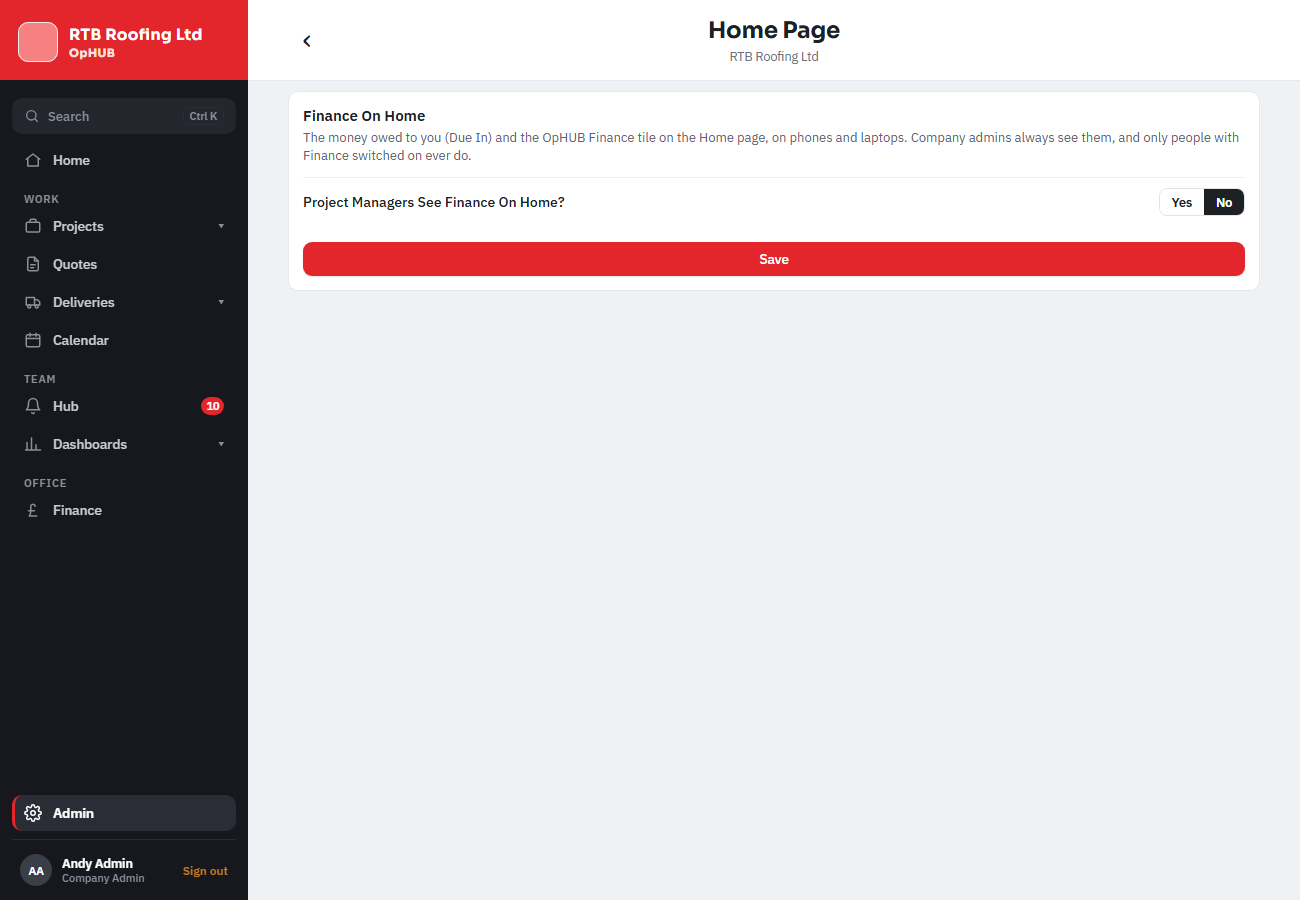 RTB Roofing Ltd
OpHUB
Search
Ctrl K
Home
WORK
Projects
Quotes
Deliveries
Calendar
TEAM
Hub
10
Dashboards
OFFICE
£ Finance
Admin
AA
Andy Admin
Company Admin
Sign out
Home Page
RTB Roofing Ltd
Finance On Home
The money owed to you (Due In) and the OpHUB Finance tile on the Home page, on phones and laptops. Company admins always see them, and only people with
Finance switched on ever do.
Project Managers See Finance On Home?
Yes
No
Save